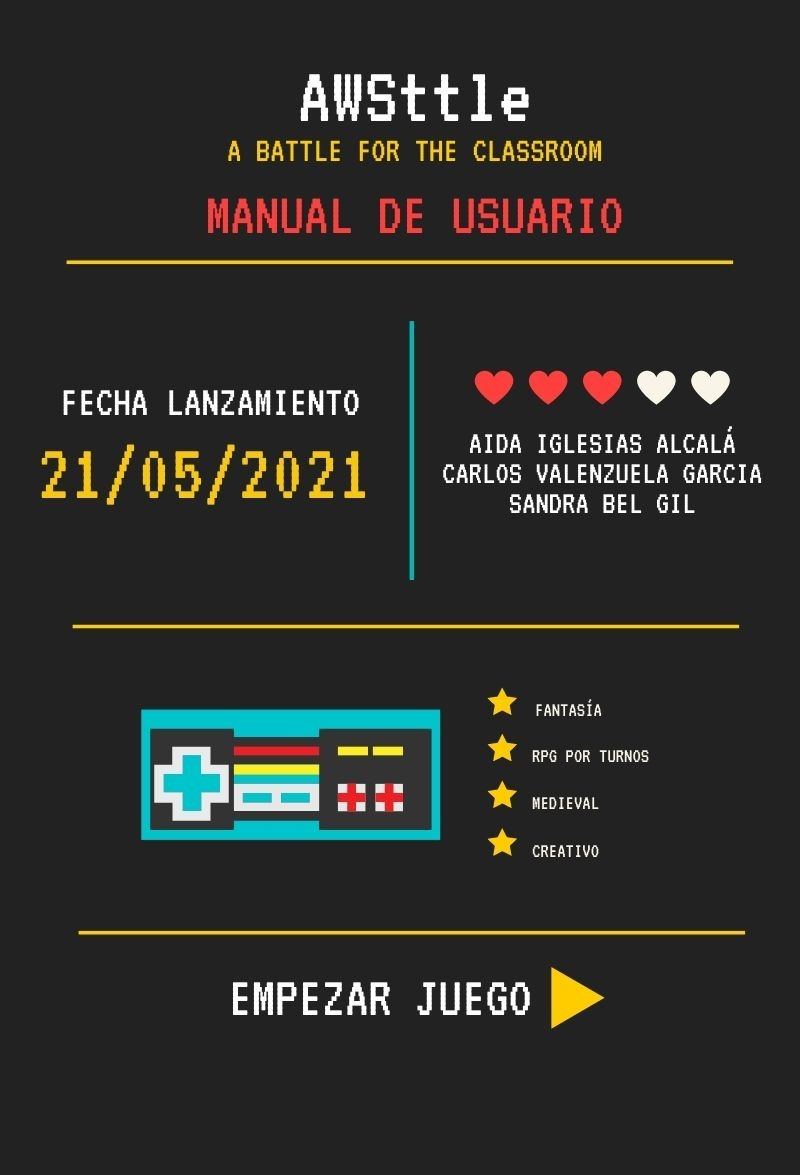 AWSttle
A BATTLE FOR THE CLASSROOM
MANUAL DE USUARIO
FECHA LANZAMIENTO
21/05/2021
AIDA IGLESIAS ALCALÁ
CARLOS VALENZUELA GARCIA
SANDRA BEL GIL
FANTASÍA
RPG POR TURNOS
MEDIEVAL
CREATIVO
EMPEZAR JUEGO